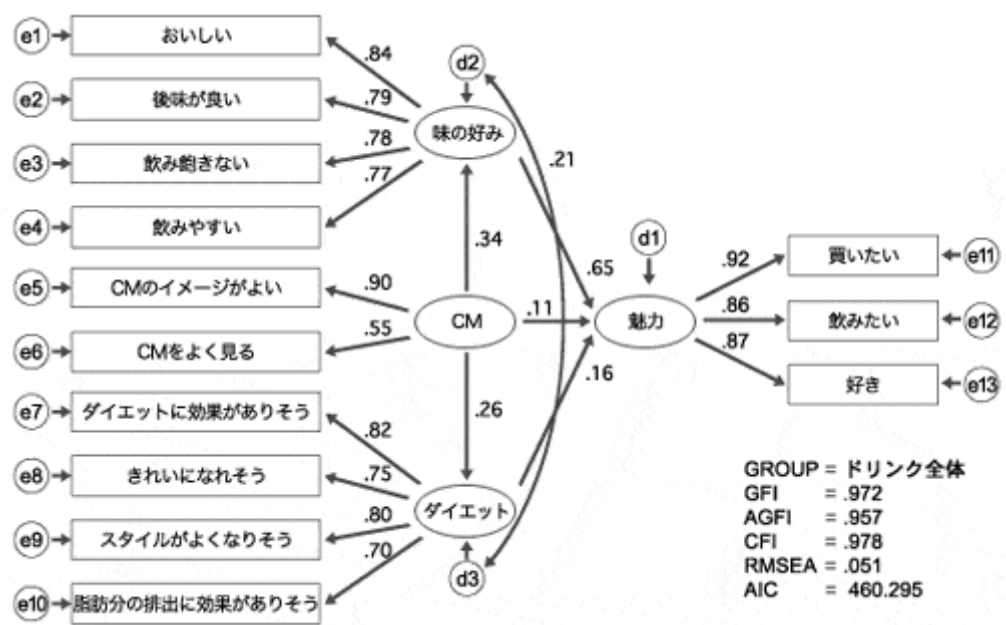 e1
おいしい
.84
d2
e2
後味が良い
.79
味の好み
e3
飲み飽きない
.78
.21
.77
e4
飲みやすい
.34
d1
.65
.92
買いたい
e11
e5
CMのイメージがよい
.90
CM
.11
魅力
.86
飲みたい
e12
.55
e6
CMをよく見る
.87
.16
好き
e13
e7
ダイエットに効果がありそう
.26
.82
e8
きれいになれそう
.75
ダイエット
e9
スタイルがよくなりそう
.80
.70
d3
e10
脂肪分の排出に効果がありそう
GROUP = ドリンク全体
GFI = .972
AGFI = .957
CFI = .978
RMSEA = .051
AIC = 460.295